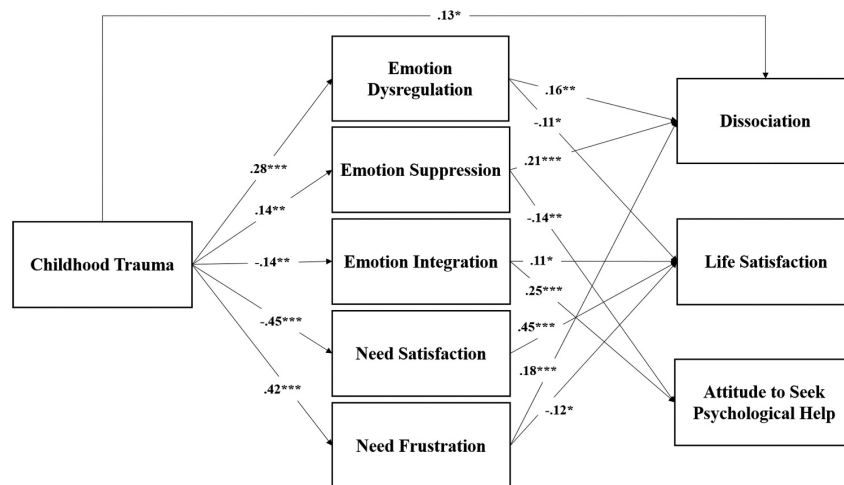 .13*
Emotion
Dysregulation
.16**
-.11*
Dissociation
.28***
Emotion Suppression
.21***
.14**
-.14**
Childhood Trauma
-.14**
Emotion Integration
.11*
Life Satisfaction
.25***
-.45***
Need Satisfaction
.45***
.42***
.18***
Attitude to Seek
Psychological Help
-.12*
Need Frustration